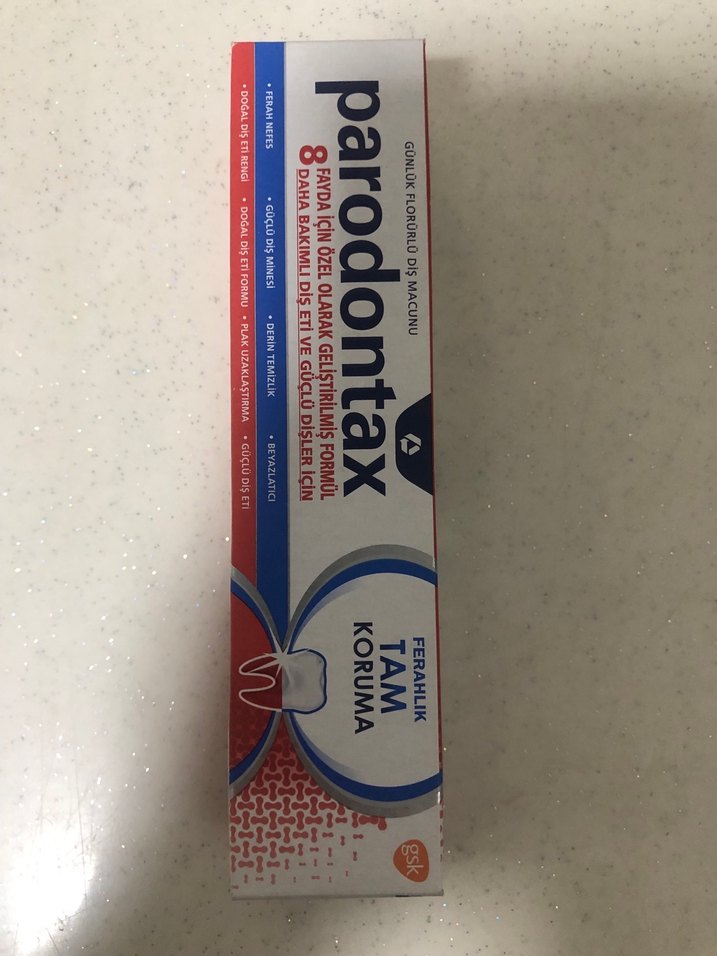 GÜNLÜK FLORÜRLÜ DİŞ MACUNU
parodontax
8 FAYDA İÇİN ÖZEL OLARAK GELİŞTİRİLMİŞ FORMÜL
DAHA BAKIMLI DİŞ ETİ VE GÜÇLÜ DİŞLER İÇİN
• FERAH NEFES • GÜÇLÜ DİŞ MİNESİ • DERİN TEMİZLİK • BEYAZLATICI
• DOĞAL DİŞ ETİ RENGİ • DOĞAL DİŞ ETİ FORMU • PLAK UZAKLAŞTIRMA • GÜÇLÜ DİŞ ETİ
FERAHLIK
TAM
KORUMA
gsk